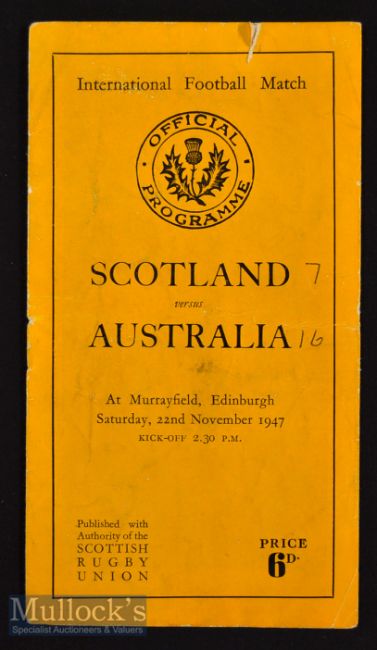 International Football Match
· OFFICIAL ·
PROGRAMME
SCOTLAND 7
versus
AUSTRALIA 16
At Murrayfield, Edinburgh
Saturday, 22nd November 1947
KICK-OFF 2.30 P.M.
Published with
Authority of the
SCOTTISH
RUGBY
UNION
PRICE
6D.
Mullock's
Specialist Auctioneers & Valuers